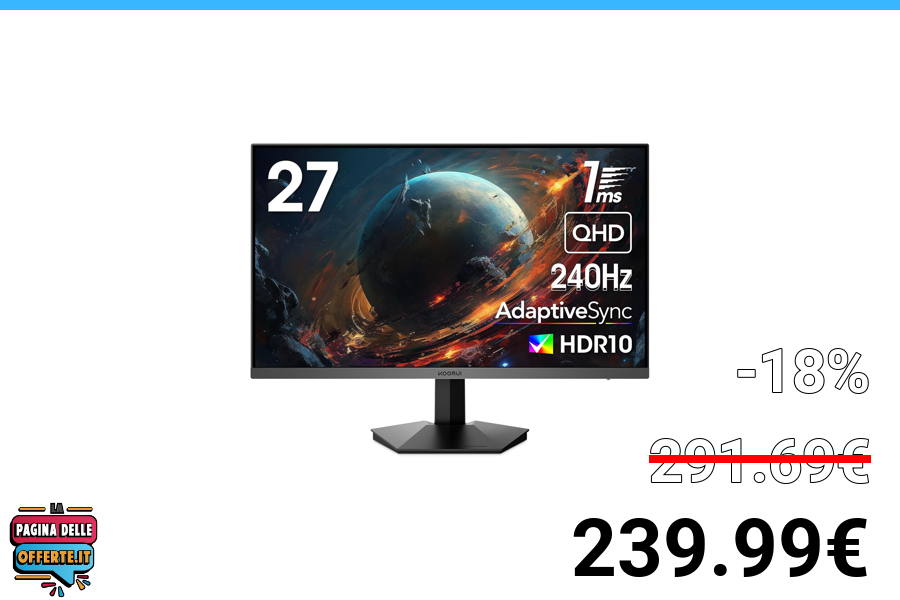 27
1ms
QHD
240Hz
AdaptiveSync
HDR10
KOORUI
-18%
291.69€
239.99€
LA
PAGINA DELLE
OFFERTE.IT